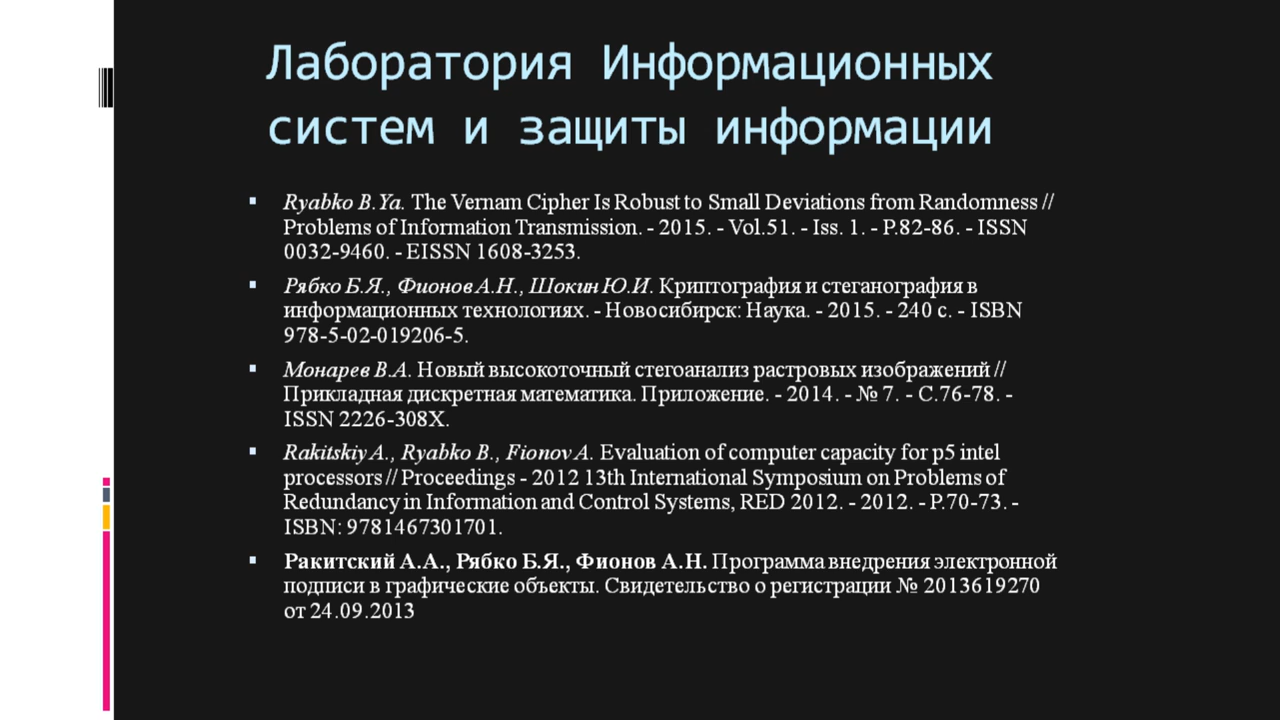 Лаборатория Информационных
систем и защиты информации
▪ Ryabko B.Ya. The Vernam Cipher Is Robust to Small Deviations from Randomness //
Problems of Information Transmission. - 2015. - Vol.51. - Iss. 1. - P.82-86. - ISSN
0032-9460. - EISSN 1608-3253.
▪ Рябко Б.Я., Фионов А.Н., Шокин Ю.И. Криптография и стеганография в
информационных технологиях. - Новосибирск: Наука. - 2015. - 240 с. - ISBN
978-5-02-019206-5.
▪ Монарев В.А. Новый высокоточный стегоанализ растровых изображений //
Прикладная дискретная математика. Приложение. - 2014. - № 7. - С.76-78. -
ISSN 2226-308X.
▪ Rakitskiy A., Ryabko B., Fionov A. Evaluation of computer capacity for p5 intel
processors // Proceedings - 2012 13th International Symposium on Problems of
Redundancy in Information and Control Systems, RED 2012. - 2012. - P.70-73. -
ISBN: 9781467301701.
▪ Ракитский А.А., Рябко Б.Я., Фионов А.Н. Программа внедрения электронной
подписи в графические объекты. Свидетельство о регистрации № 2013619270
от 24.09.2013